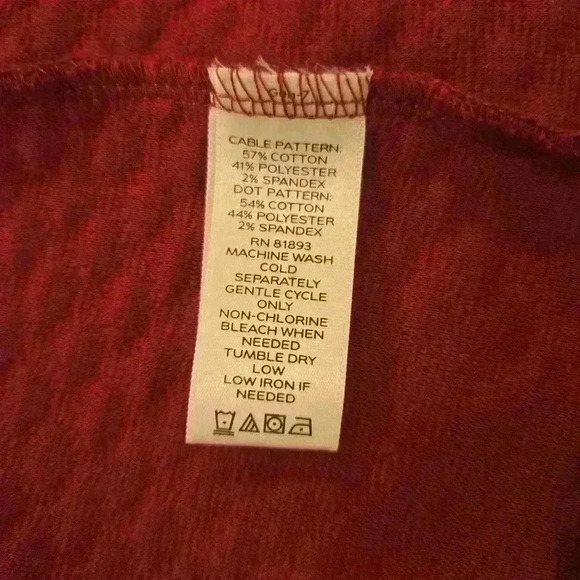 CABLE PATTERN:
57% COTTON
41% POLYESTER
2% SPANDEX
DOT PATTERN:
54% COTTON
44% POLYESTER
2% SPANDEX
RN 81893
MACHINE WASH
COLD
SEPARATELY
GENTLE CYCLE
ONLY
NON-CHLORINE
BLEACH WHEN
NEEDED
TUMBLE DRY
LOW
LOW IRON IF
NEEDED